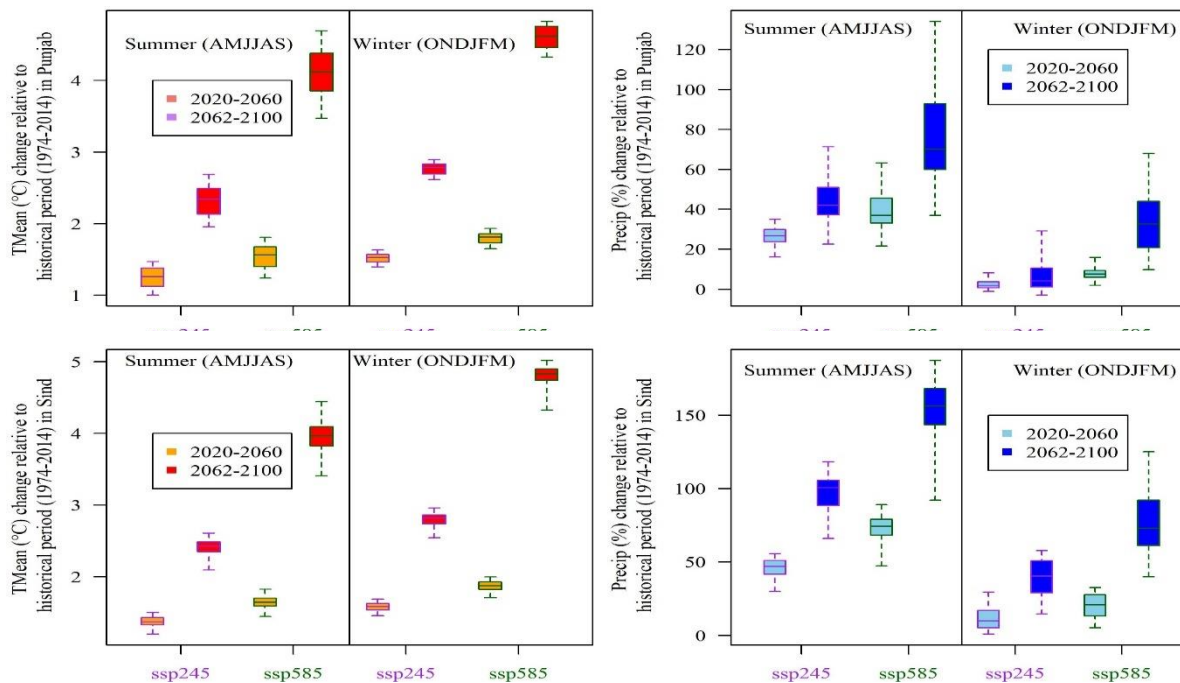 TMean (°C) change relative to
historical period (1974-2014) in Punjab
4
3
2
1
Summer (AMJJAS)
Winter (ONDJFM)
2020-2060
2062-2100
Precip (%) change relative to
historical period (1974-2014) in Punjab
120
100
80
60
40
20
0
Summer (AMJJAS)
Winter (ONDJFM)
2020-2060
2062-2100
TMean (°C) change relative to
historical period (1974-2014) in Sind
5
4
3
2
Summer (AMJJAS)
Winter (ONDJFM)
2020-2060
2062-2100
ssp245
ssp585
ssp245
ssp585
Precip (%) change relative to
historical period (1974-2014) in Sind
150
100
50
0
Summer (AMJJAS)
Winter (ONDJFM)
2020-2060
2062-2100
ssp245
ssp585
ssp245
ssp585